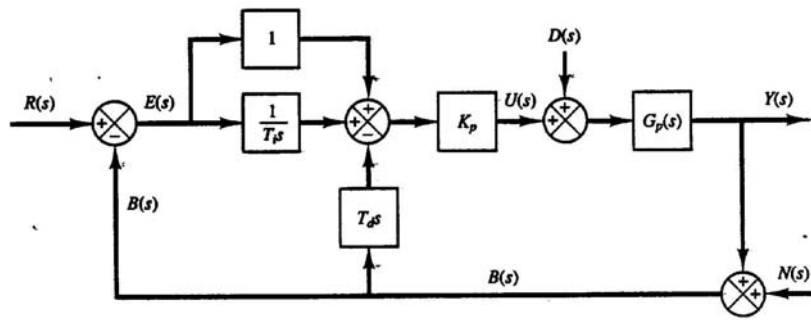 1
D(s)
R(s)
E(s)
+
−
1
T_i s
+
+
−
K_p
U(s)
+
+
G_p(s)
Y(s)
B(s)
T_d s
B(s)
N(s)
+
+